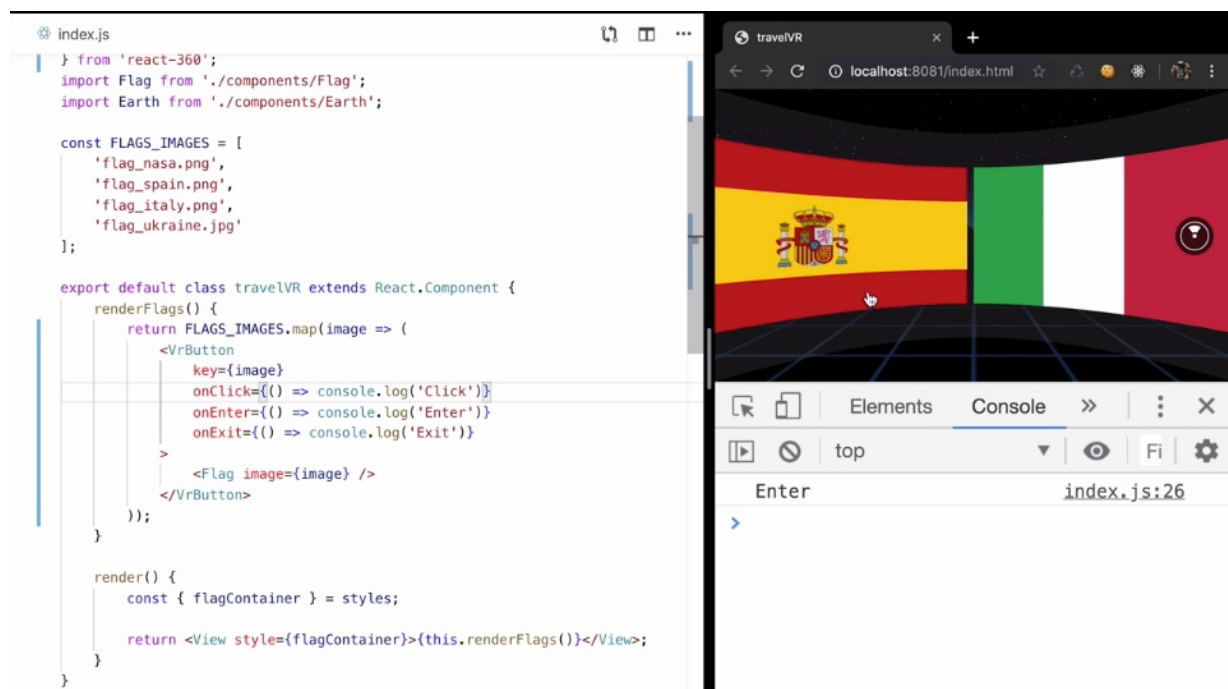 index.js
} from 'react-360';
import Flag from './components/Flag';
import Earth from './components/Earth';
const FLAGS_IMAGES = [
'flag_nasa.png',
'flag_spain.png',
'flag_italy.png',
'flag_ukraine.jpg'
];
export default class travelVR extends React.Component {
renderFlags() {
return FLAGS_IMAGES.map(image => (
<VrButton
key={image}
onClick={() => console.log('Click')}
onEnter={() => console.log('Enter')}
onExit={() => console.log('Exit')}
>
<Flag image={image} />
</VrButton>
));
}
render() {
const { flagContainer } = styles;
return <View style={flagContainer}>{this.renderFlags()}</View>;
}
}
travelVR
localhost:8081/index.html
Elements Console
top Fi
Enter index.js:26